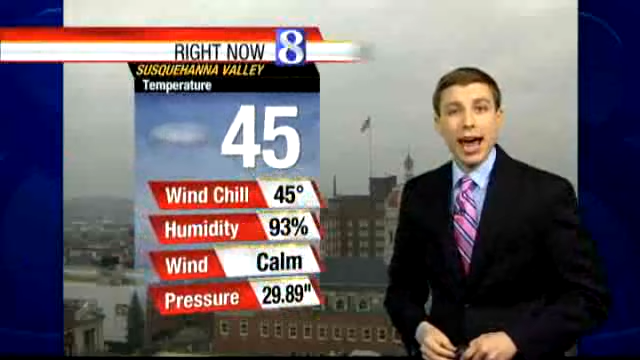 RIGHT NOW 8
SUSQUEHANNA VALLEY
Temperature
45
Wind Chill 45°
Humidity 93%
Wind Calm
Pressure 29.89"